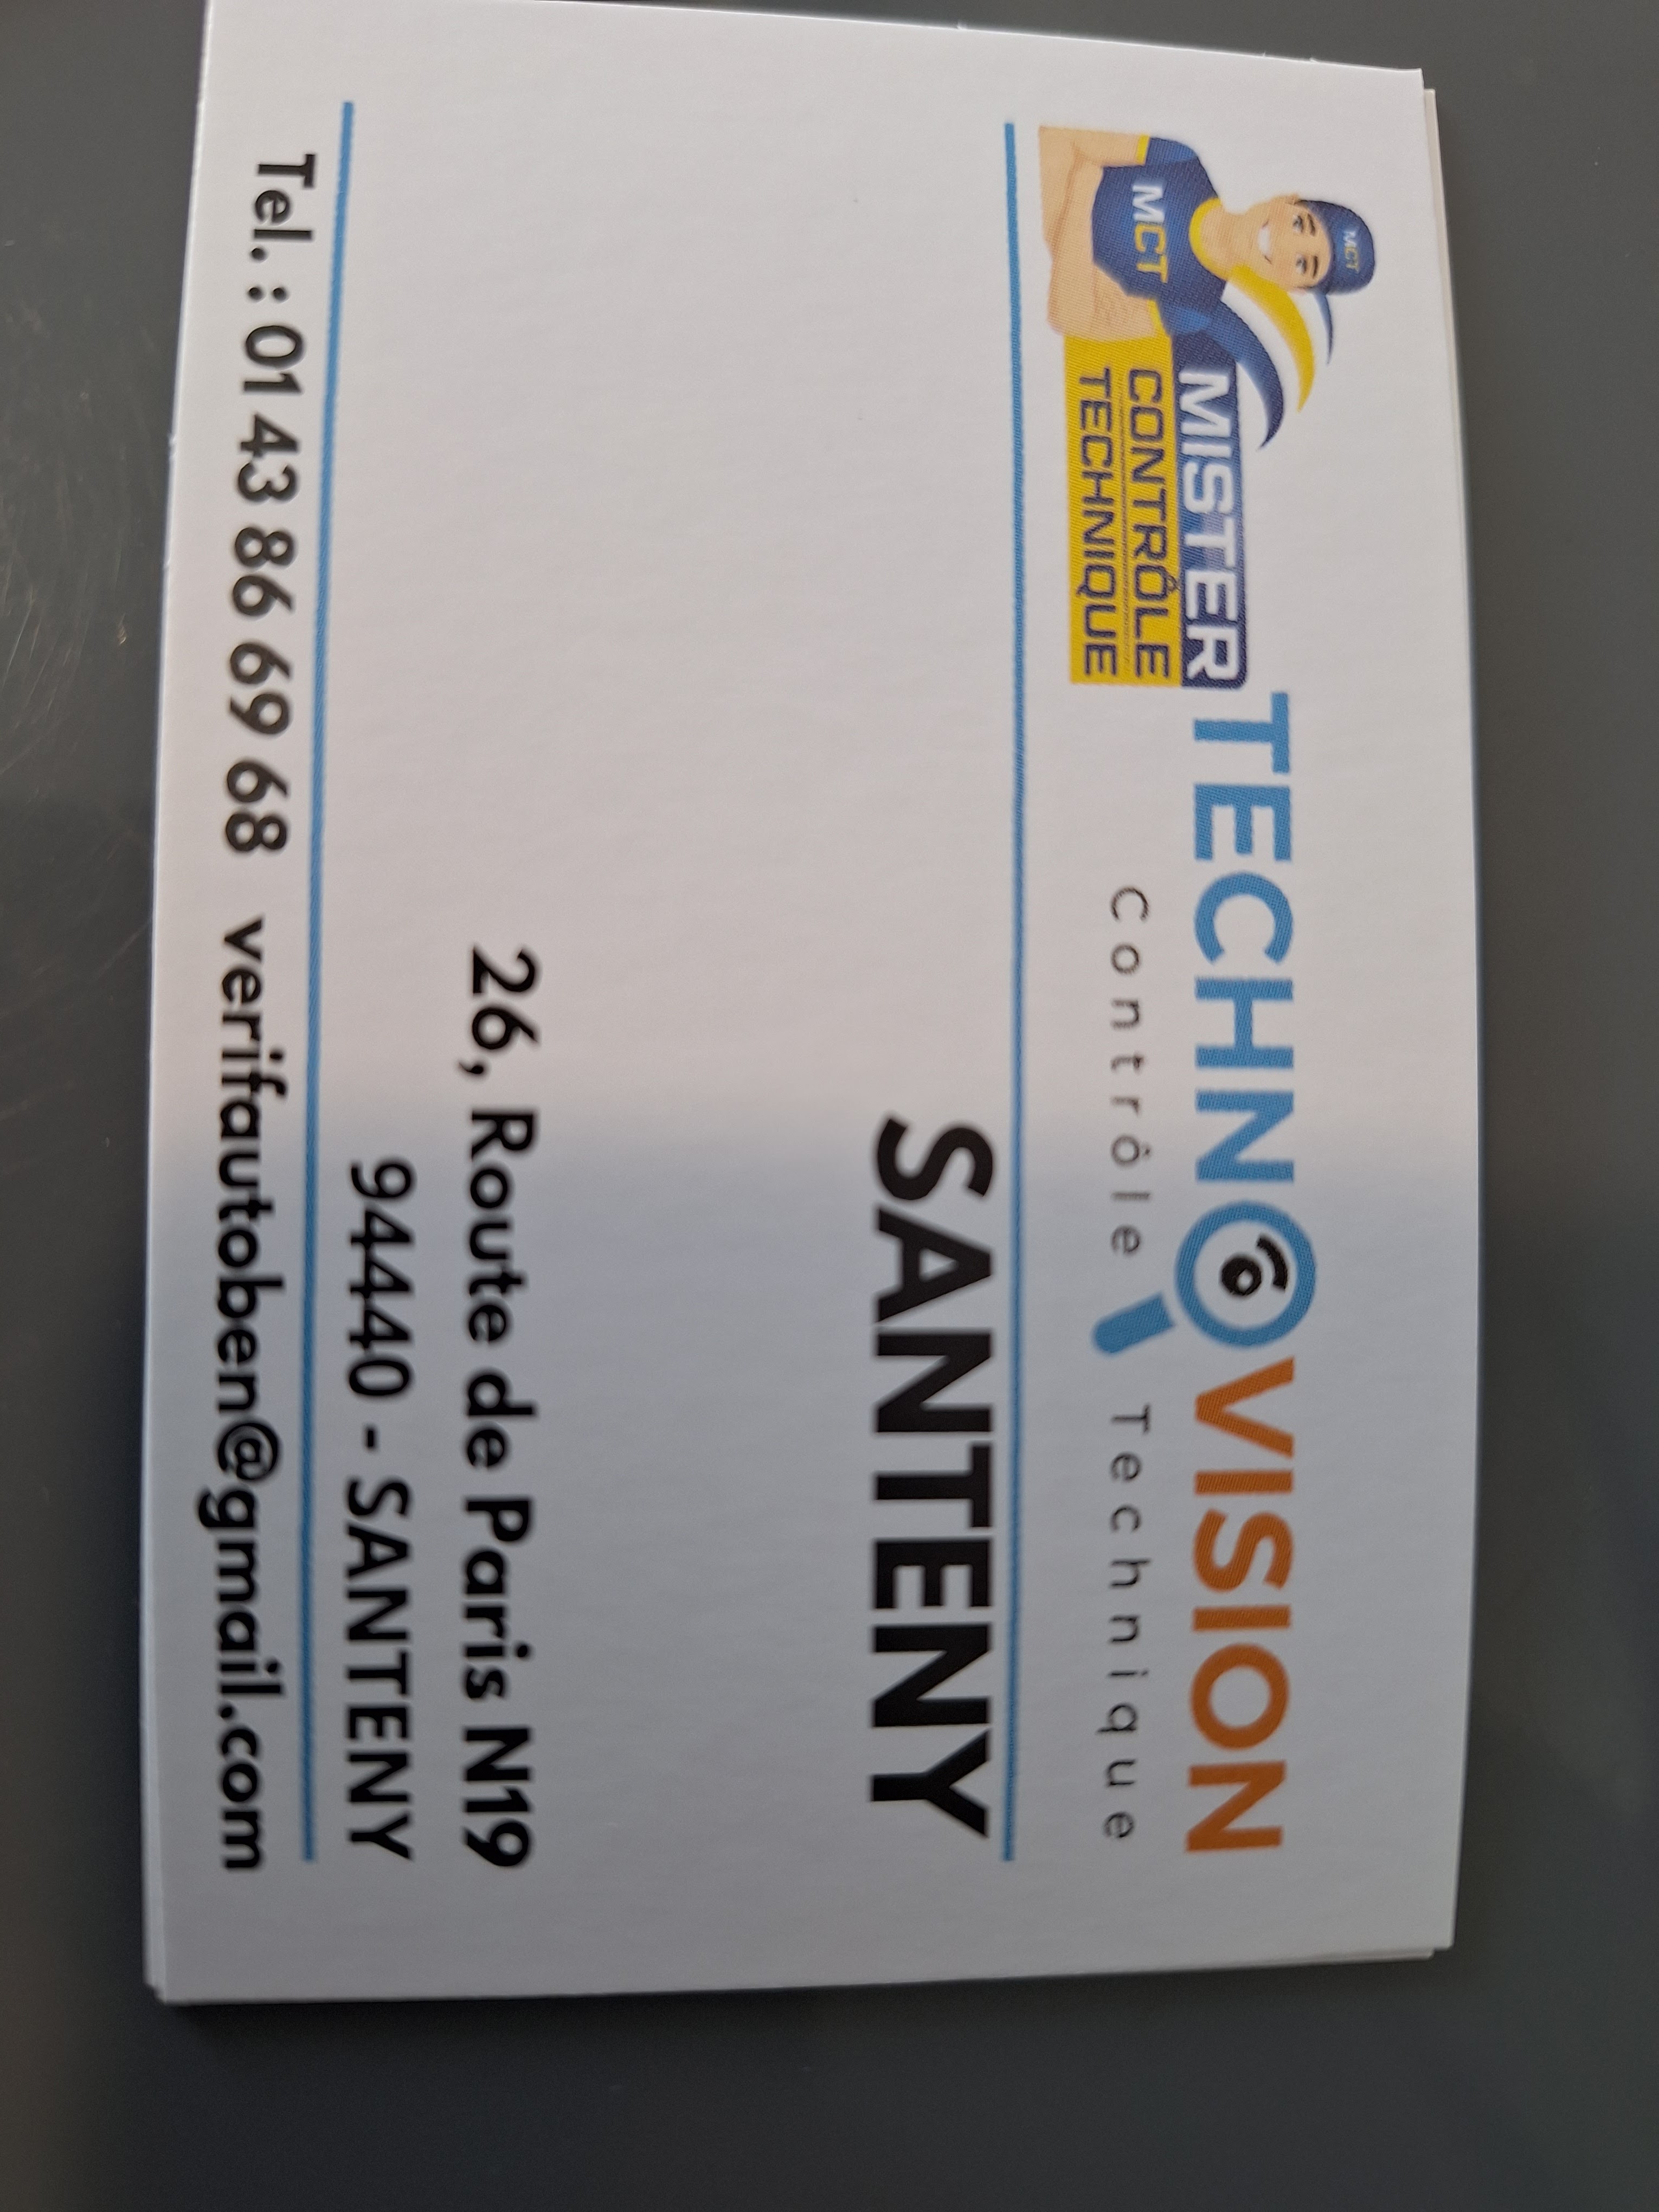 MCT
MCT
MISTER
CONTRÔLE
TECHNIQUE
TECHNOVISION
Contrôle Technique
SANTENY
26, Route de Paris N19
94440 - SANTENY
Tel. : 01 43 86 69 68 verifautoben@gmail.com